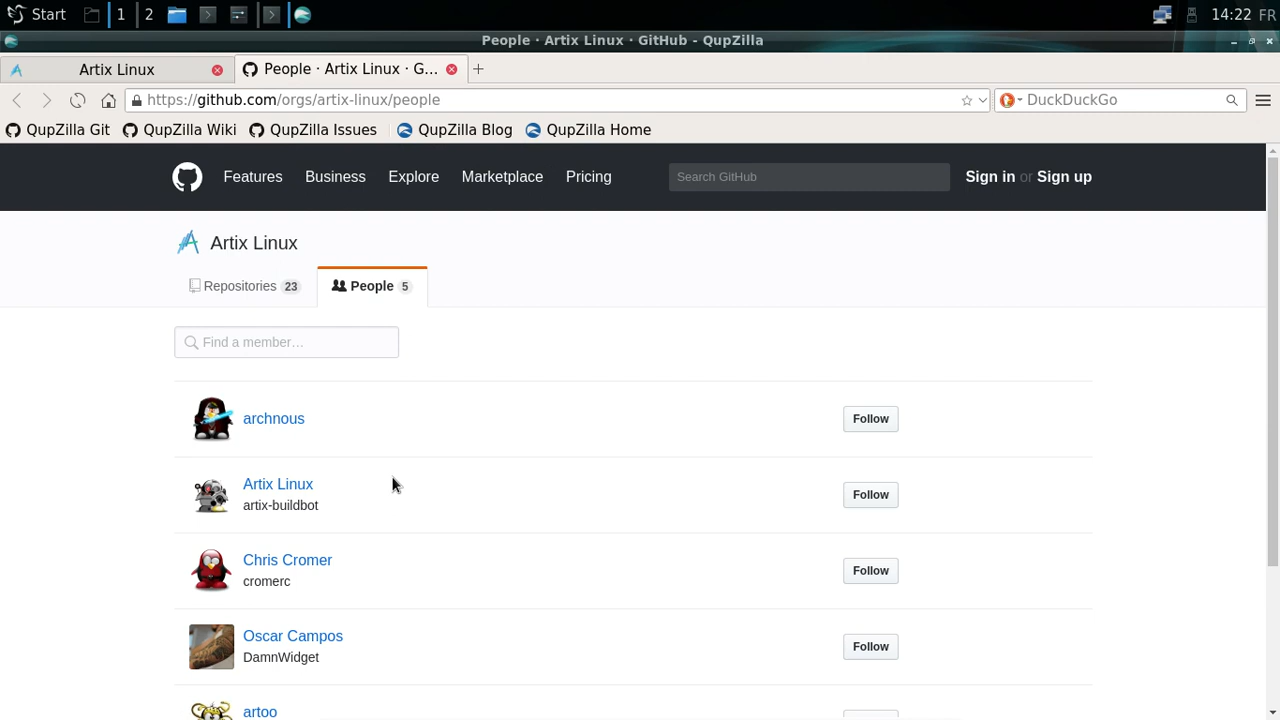 Start 1 2 14:22 FR
People · Artix Linux · GitHub - QupZilla
Artix Linux People · Artix Linux · G...
https://github.com/orgs/artix-linux/people DuckDuckGo
QupZilla Git QupZilla Wiki QupZilla Issues QupZilla Blog QupZilla Home
Features Business Explore Marketplace Pricing Search GitHub Sign in or Sign up
Artix Linux
Repositories 23 People 5
Find a member…
archnous Follow
Artix Linux
artix-buildbot
Follow
Chris Cromer
cromerc
Follow
Oscar Campos
DamnWidget
Follow
artoo